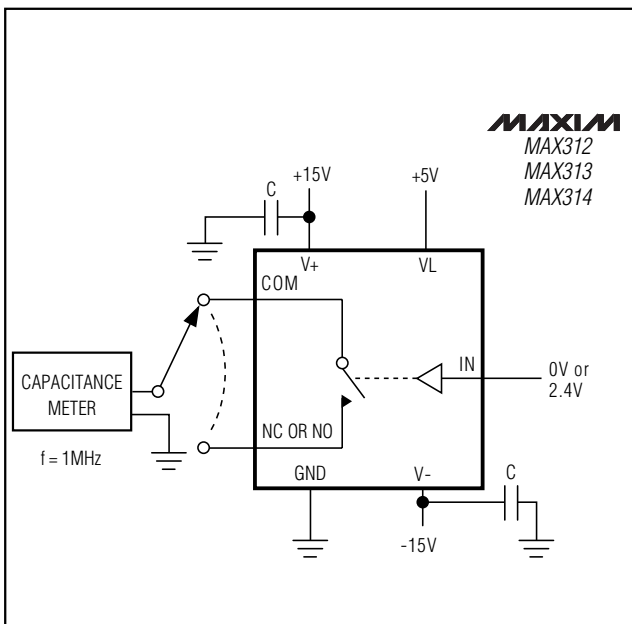 MAXIM
MAX312
MAX313
MAX314
C
+15V
+5V
V+
VL
COM
IN
0V or
2.4V
CAPACITANCE
METER
NC OR NO
f = 1MHz
GND
V-
C
-15V